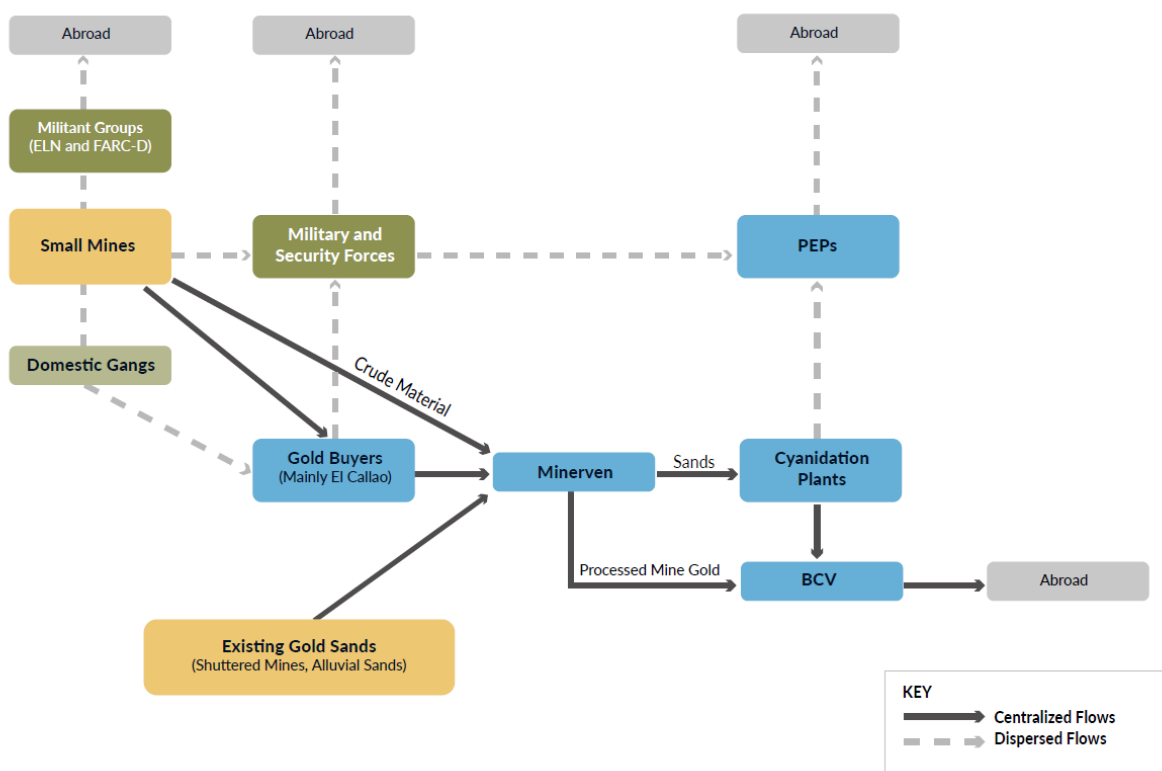 Abroad
Abroad
Abroad
Militant Groups
(ELN and FARC-D)
Small Mines
Military and
Security Forces
PEPs
Domestic Gangs
Crude Material
Gold Buyers
(Mainly El Callao)
Minerven
Sands
Cyanidation
Plants
Processed Mine Gold
BCV
Abroad
Existing Gold Sands
(Shuttered Mines, Alluvial Sands)
KEY
Centralized Flows
Dispersed Flows